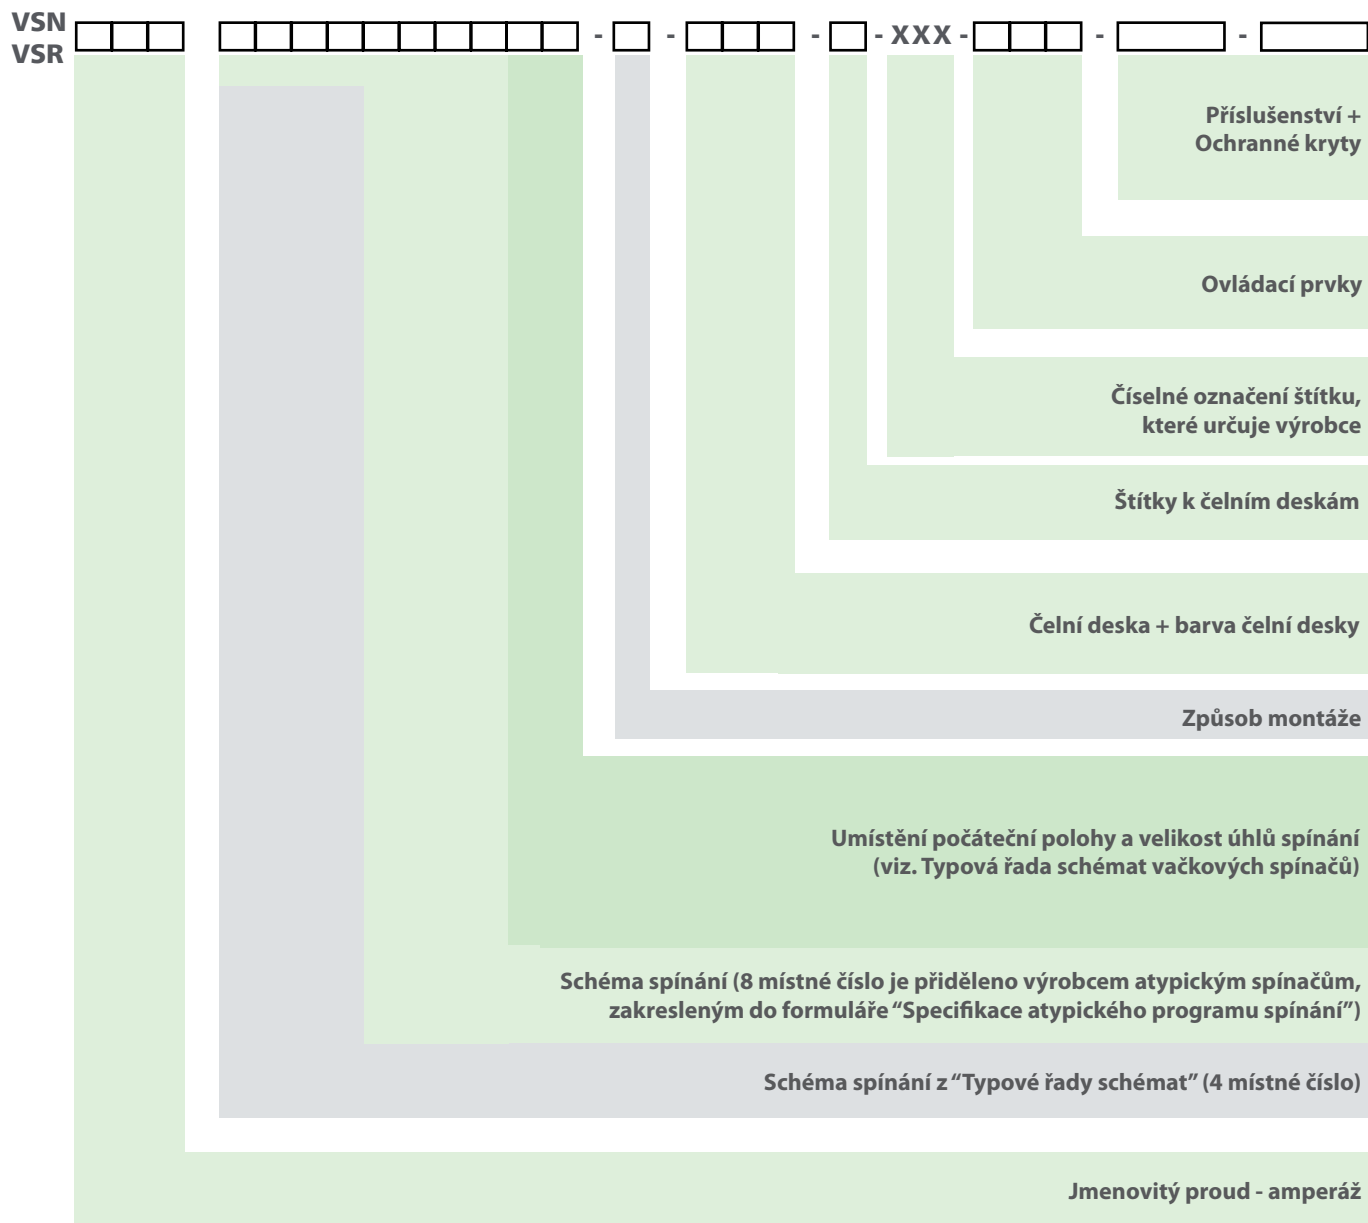 VSN
VSR
- - - - XXX - - -
Příslušenství +
Ochranné kryty
Ovládací prvky
Číselné označení štítku,
které určuje výrobce
Štítky k čelním deskám
Čelní deska + barva čelní desky
Způsob montáže
Umístění počáteční polohy a velikost úhlů spínání
(viz. Typová řada schémat vačkových spínačů)
Schéma spínání (8 místné číslo je přiděleno výrobcem atypickým spínačům,
zakresleným do formuláře “Specifikace atypického programu spínání”)
Schéma spínání z “Typové řady schémat” (4 místné číslo)
Jmenovitý proud - amperáž